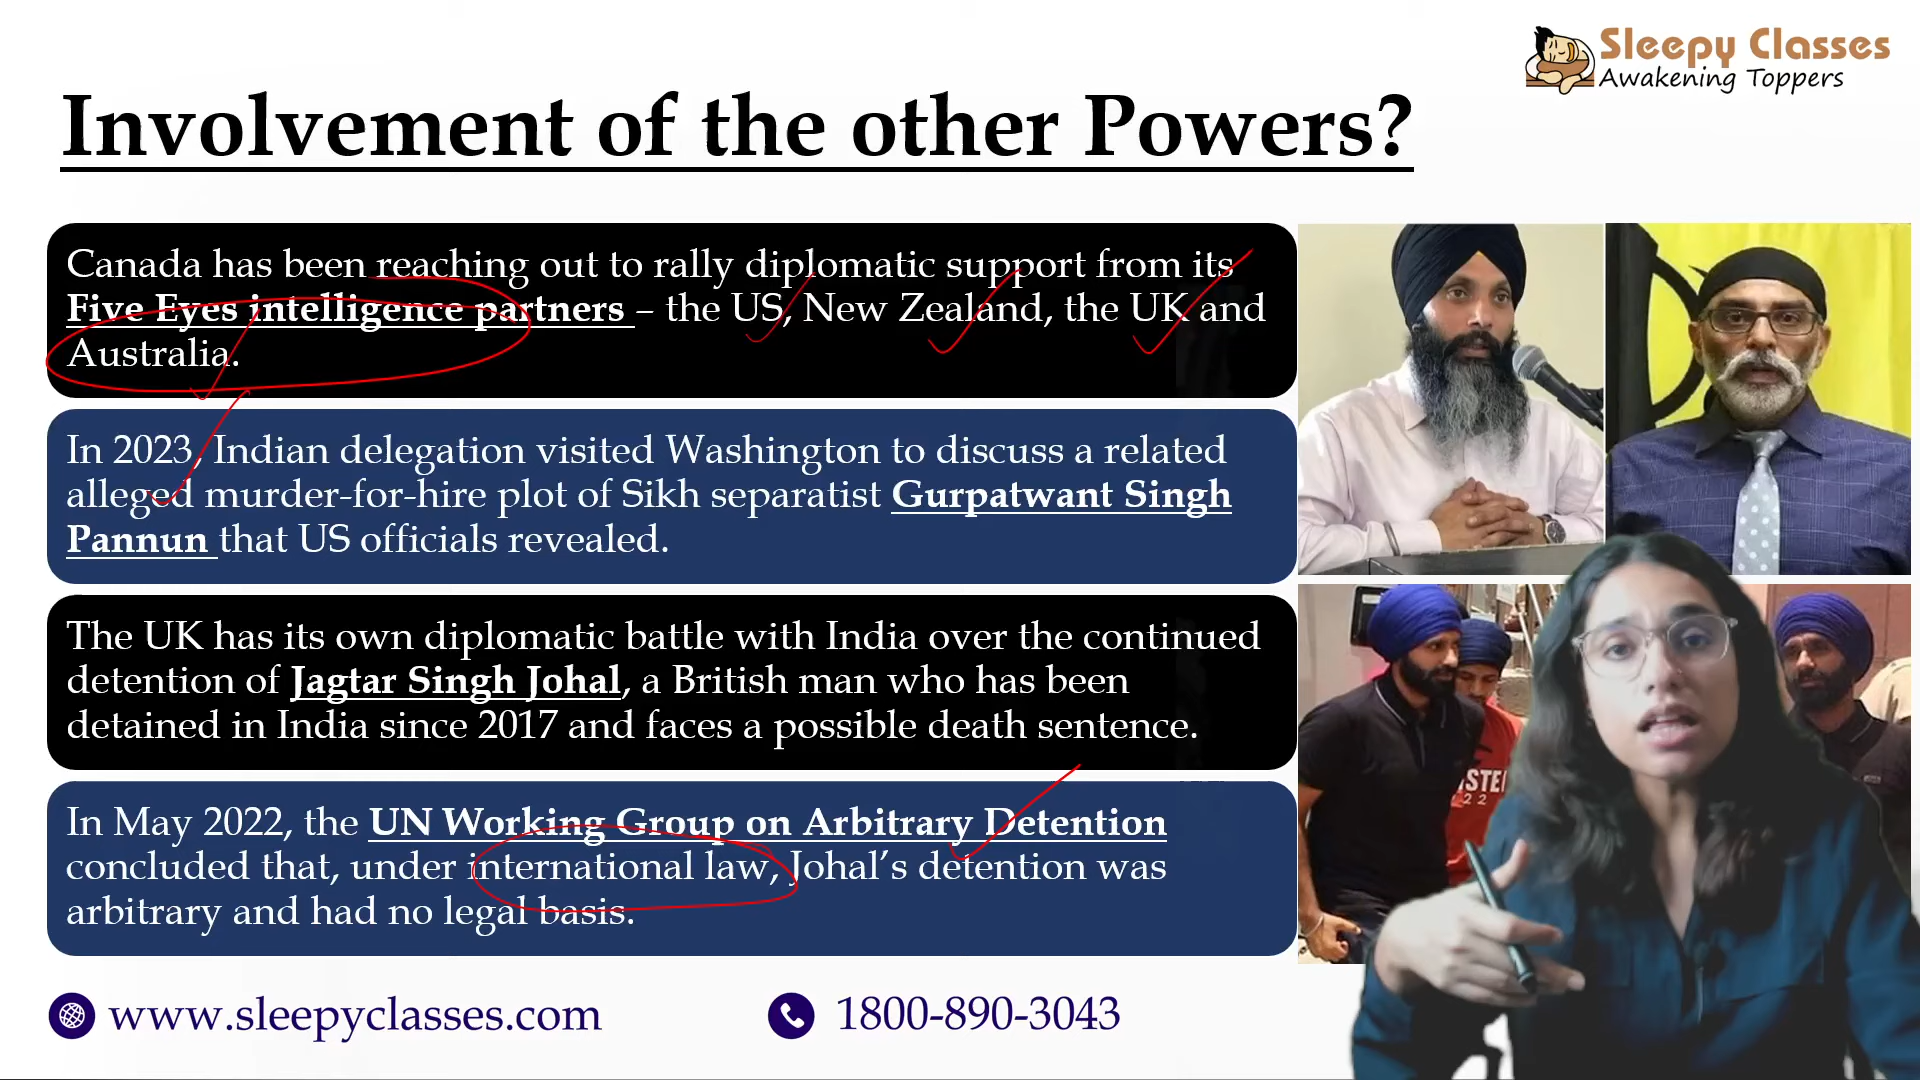 Sleepy Classes
Awakening Toppers
Involvement of the other Powers?
Canada has been reaching out to rally diplomatic support from its
Five Eyes intelligence partners – the US, New Zealand, the UK and
Australia.
In 2023, Indian delegation visited Washington to discuss a related
alleged murder-for-hire plot of Sikh separatist Gurpatwant Singh
Pannun that US officials revealed.
The UK has its own diplomatic battle with India over the continued
detention of Jagtar Singh Johal, a British man who has been
detained in India since 2017 and faces a possible death sentence.
In May 2022, the UN Working Group on Arbitrary Detention
concluded that, under international law, Johal’s detention was
arbitrary and had no legal basis.
www.sleepyclasses.com
1800-890-3043